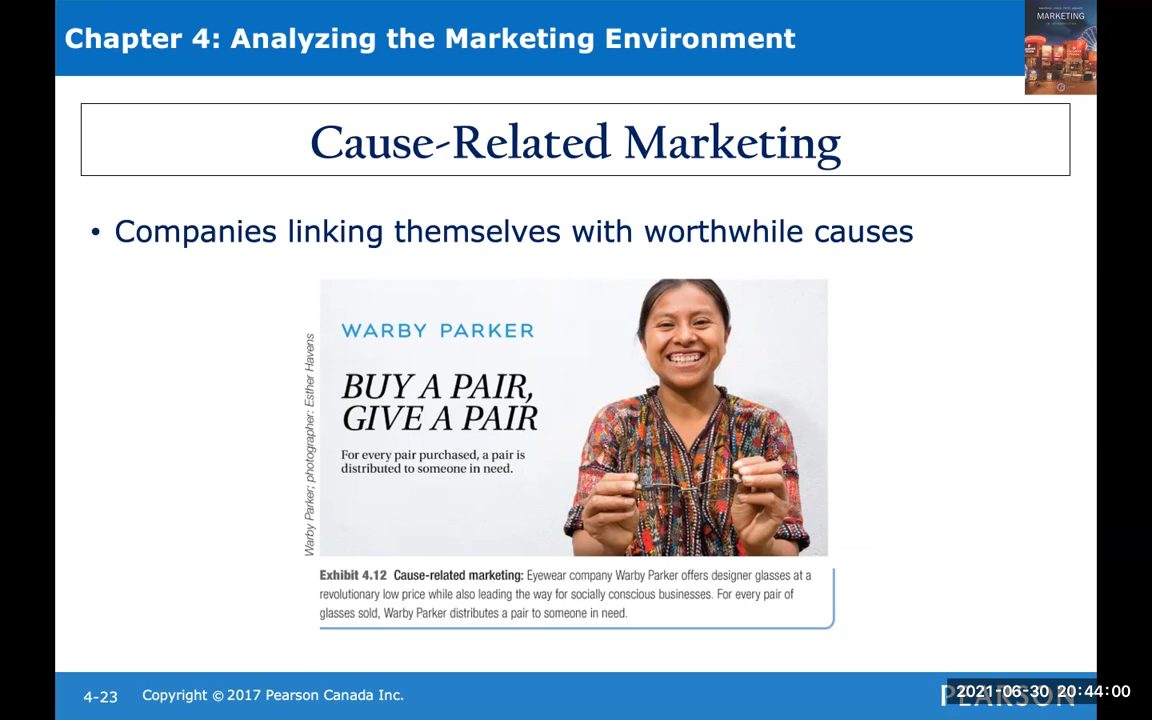 Chapter 4: Analyzing the Marketing Environment
MARKETING
Cause-Related Marketing
• Companies linking themselves with worthwhile causes
WARBY PARKER
BUY A PAIR,
GIVE A PAIR
For every pair purchased, a pair is
distributed to someone in need.
Warby Parker; photographer: Esther Havens
Exhibit 4.12 Cause-related marketing: Eyewear company Warby Parker offers designer glasses at a
revolutionary low price while also leading the way for socially conscious businesses. For every pair of
glasses sold, Warby Parker distributes a pair to someone in need.
4-23
Copyright © 2017 Pearson Canada Inc.
PEARSON
2021-06-30 20:44:00